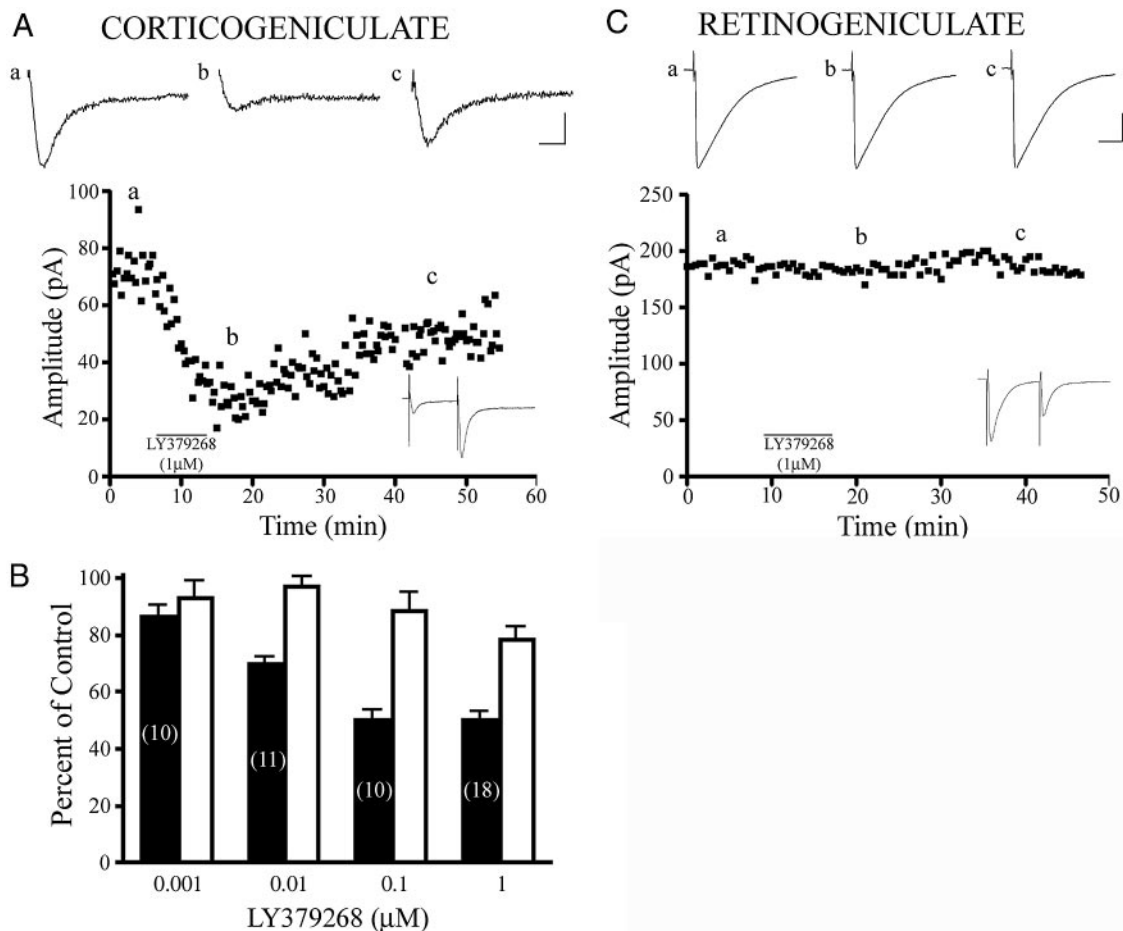 A CORTICOGENICULATE
a b c
100
80
60
40
20
0
Amplitude (pA)
a
b
c
LY379268
(1μM)
0 10 20 30 40 50 60
Time (min)
B
100
80
60
40
20
0
Percent of Control
(10) (11) (10) (18)
0.001 0.01 0.1 1
LY379268 (μM)
C RETINOGENICULATE
a b c
250
200
150
100
50
0
Amplitude (pA)
a b c
LY379268
(1μM)
0 10 20 30 40 50
Time (min)